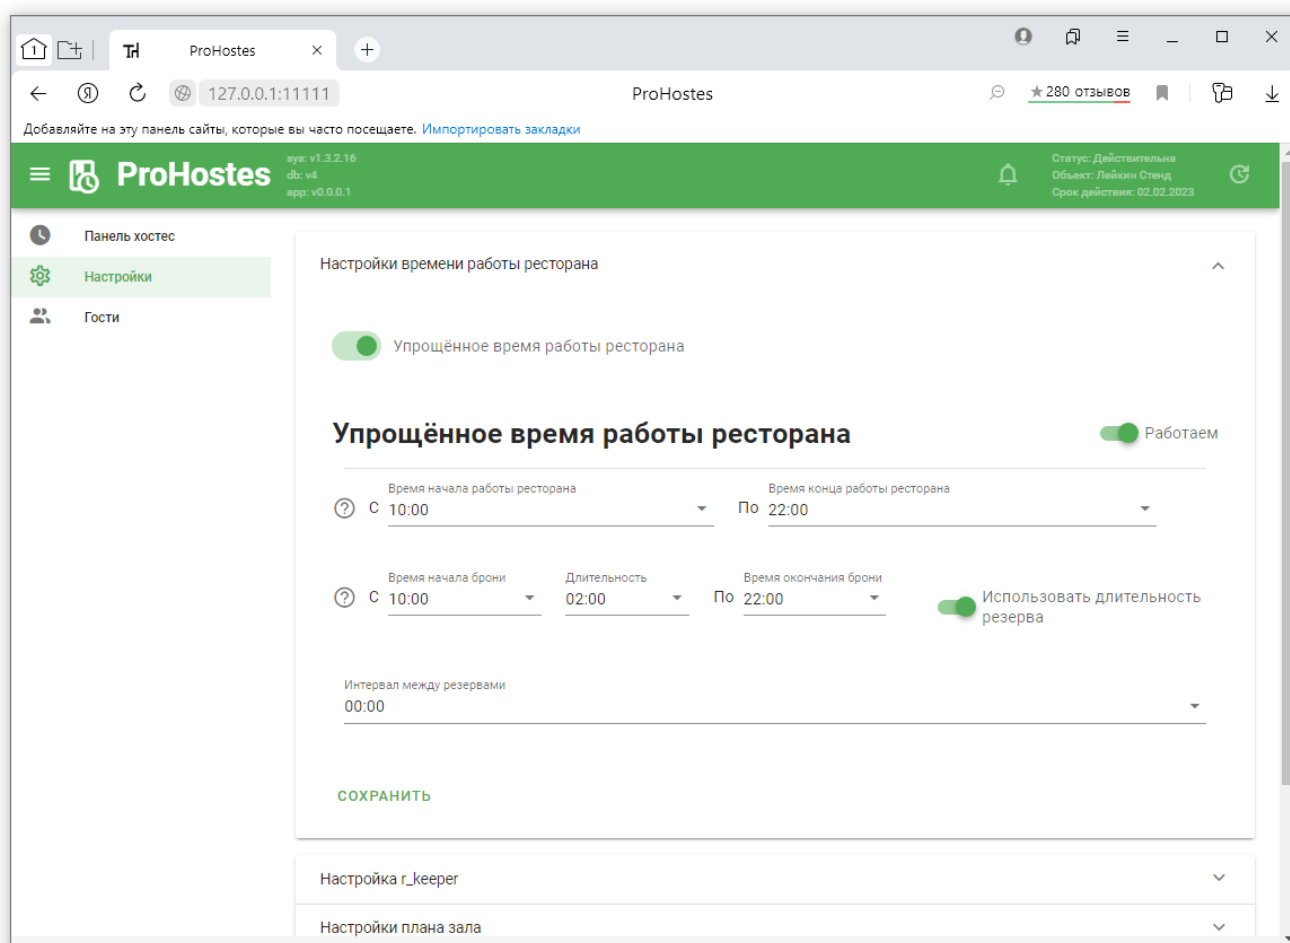 1
ProHostes
127.0.0.1:11111
ProHostes
280 отзывов
Добавляйте на эту панель сайты, которые вы часто посещаете. Импортировать закладки
ProHostes
sys: v1.3.2.16
db: v4
app: v0.0.0.1
Статус: Действительна
Объект: Лейкин Стенд
Срок действия: 02.02.2023
Панель хостес
Настройки
Гости
Настройки времени работы ресторана
Упрощённое время работы ресторана
Упрощённое время работы ресторана
Работаем
Время начала работы ресторана
Время конца работы ресторана
С 10:00
По 22:00
Время начала брони
Длительность
Время окончания брони
С 10:00
02:00
По 22:00
Использовать длительность
резерва
Интервал между резервами
00:00
СОХРАНИТЬ
Настройка r_keeper
Настройки плана зала